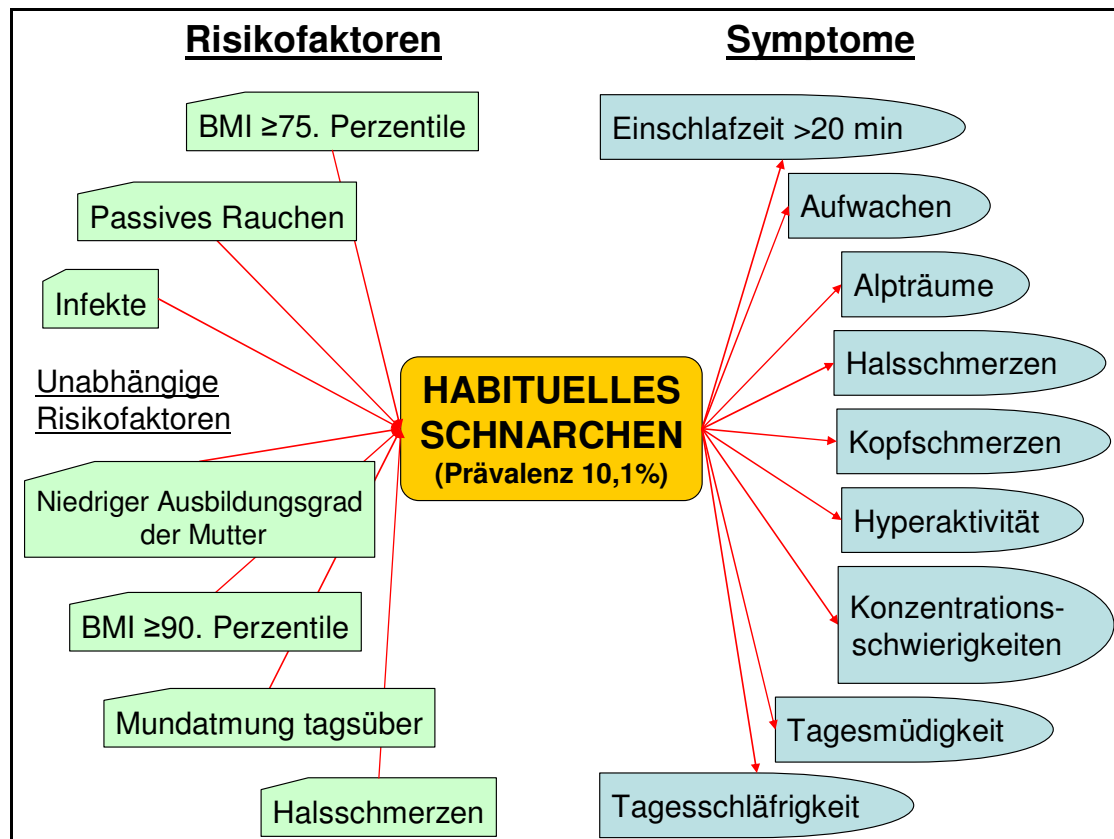 Risikofaktoren
BMI ≥75. Perzentile
Passives Rauchen
Infekte
Unabhängige
Risikofaktoren
Niedriger Ausbildungsgrad
der Mutter
BMI ≥90. Perzentile
Mundatmung tagsüber
Halsschmerzen
HABITUELLES
SCHNARCHEN
(Prävalenz 10,1%)
Symptome
Einschlafzeit >20 min
Aufwachen
Alpträume
Halsschmerzen
Kopfschmerzen
Hyperaktivität
Konzentrations-
schwierigkeiten
Tagesmüdigkeit
Tagesschläfrigkeit